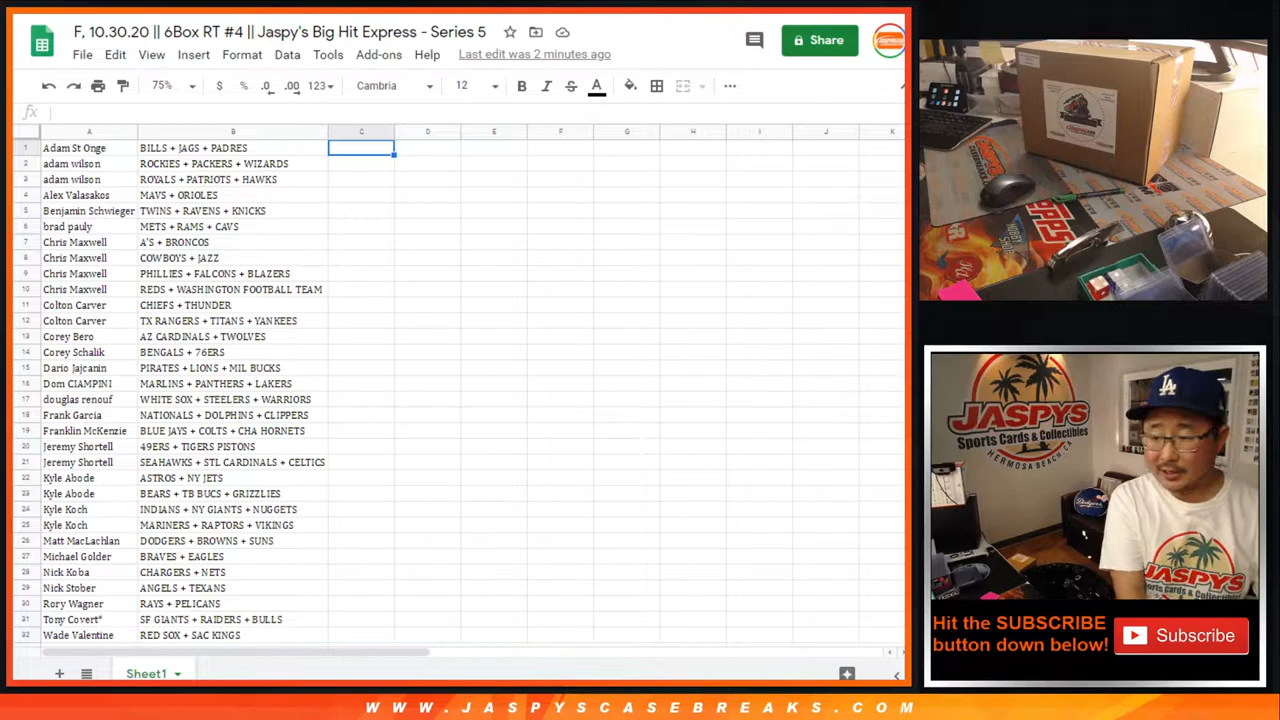 F, 10.30.20 || 6Box RT #4 || Jaspy's Big Hit Express - Series 5
File Edit View Insert Format Data Tools Add-ons Help Last edit was 2 minutes ago
Share
75% $ % .0 .00 123 Cambria 12 B I S A
fx
A B C D E F G H I J K
1 Adam St Onge BILLS + JAGS + PADRES
2 adam wilson ROCKIES + PACKERS + WIZARDS
3 adam wilson ROYALS + PATRIOTS + HAWKS
4 Alex Valasakos MAVS + ORIOLES
5 Benjamin Schwieger TWINS + RAVENS + KNICKS
6 brad pauly METS + RAMS + CAVS
7 Chris Maxwell A'S + BRONCOS
8 Chris Maxwell COWBOYS + JAZZ
9 Chris Maxwell PHILLIES + FALCONS + BLAZERS
10 Chris Maxwell REDS + WASHINGTON FOOTBALL TEAM
11 Colton Carver CHIEFS + THUNDER
12 Colton Carver TX RANGERS + TITANS + YANKEES
13 Corey Bero AZ CARDINALS + TWOLVES
14 Corey Schalik BENGALS + 76ERS
15 Dario Jajcanin PIRATES + LIONS + MIL BUCKS
16 Dom CIAMPINI MARLINS + PANTHERS + LAKERS
17 douglas renouf WHITE SOX + STEELERS + WARRIORS
18 Frank Garcia NATIONALS + DOLPHINS + CLIPPERS
19 Franklin McKenzie BLUE JAYS + COLTS + CHA HORNETS
20 Jeremy Shortell 49ERS + TIGERS PISTONS
21 Jeremy Shortell SEAHAWKS + STL CARDINALS + CELTICS
22 Kyle Abode ASTROS + NY JETS
23 Kyle Abode BEARS + TB BUCS + GRIZZLIES
24 Kyle Koch INDIANS + NY GIANTS + NUGGETS
25 Kyle Koch MARINERS + RAPTORS + VIKINGS
26 Matt MacLachlan DODGERS + BROWNS + SUNS
27 Michael Golder BRAVES + EAGLES
28 Nick Koba CHARGERS + NETS
29 Nick Stober ANGELS + TEXANS
30 Rory Wagner RAYS + PELICANS
31 Tony Covert* SF GIANTS + RAIDERS + BULLS
32 Wade Valentine RED SOX + SAC KINGS
Sheet1
TOPPS
HOBBY
SHOP
JASPYS
Sports Cards & Collectibles
HERMOSA BEACH, CA
LA
Dodgers
JASPYS
Sports Cards & Collectibles
Hit the SUBSCRIBE
button down below!
Subscribe
WWW.JASPYSCASEBREAKS.COM